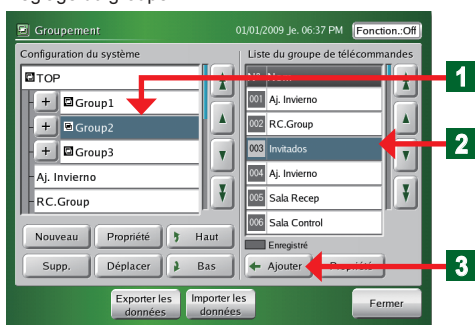 Groupement
01/01/2009 Je. 06:37 PM
Fonction.:Off
Configuration du système
Liste du groupe de télécommandes
TOP
+ Group1
+ Group2
+ Group3
Aj. Invierno
RC.Group
001 Aj. Invierno
002 RC.Group
003 Invitados
004 Aj. Invierno
005 Sala Recep
006 Sala Control
Enregistré
Nouveau
Propriété
Haut
Supp.
Déplacer
Bas
Ajouter
Exporter les données
Importer les données
Fermer
1
2
3